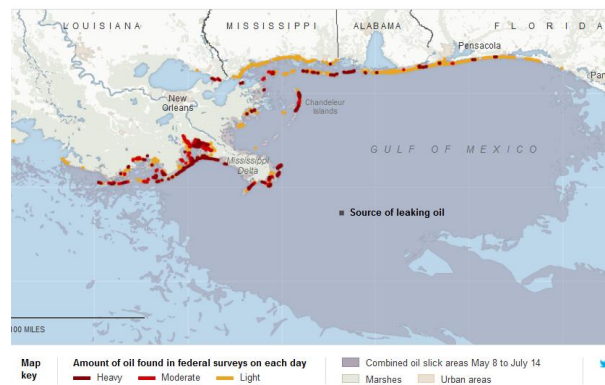 LOUISIANA
MISSISSIPPI
ALABAMA
FLORIDA
Pensacola
Pan
New
Orleans
Chandeleur
Islands
GULF OF MEXICO
Mississippi
Delta
Source of leaking oil
100 MILES
Map
key
Amount of oil found in federal surveys on each day
Heavy
Moderate
Light
Combined oil slick areas May 8 to July 14
Marshes
Urban areas